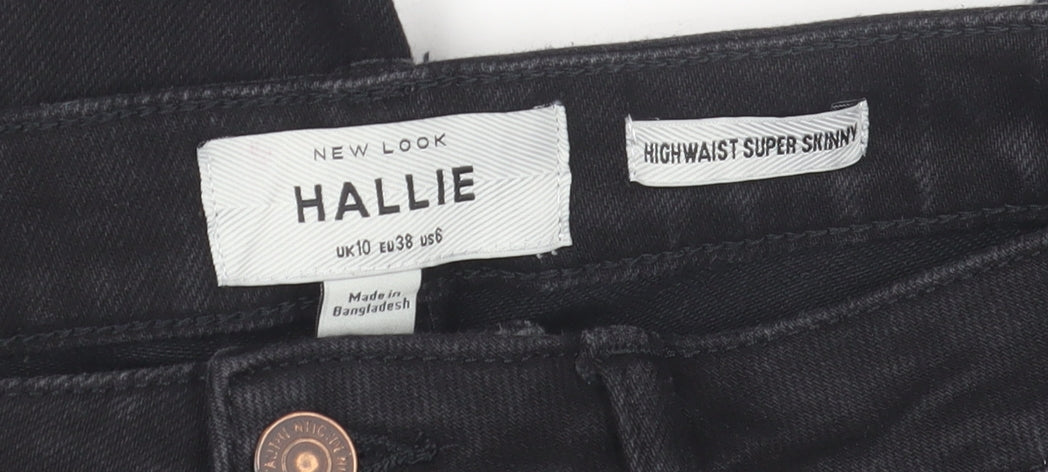 NEW LOOK
HALLIE
UK10 EU38 US6
Made in
Bangladesh
HIGHWAIST SUPER SKINNY